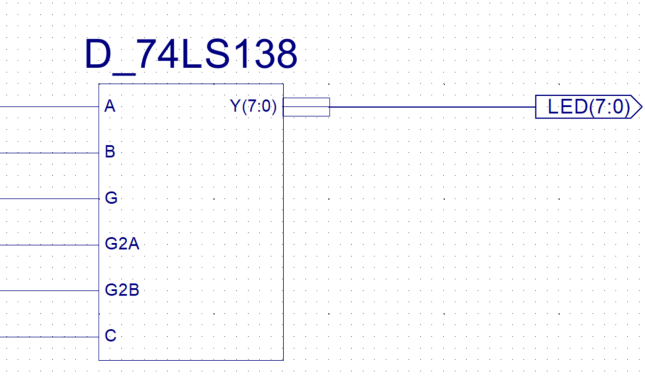 D_74LS138
A Y(7:0) LED(7:0)
B
G
G2A
G2B
C